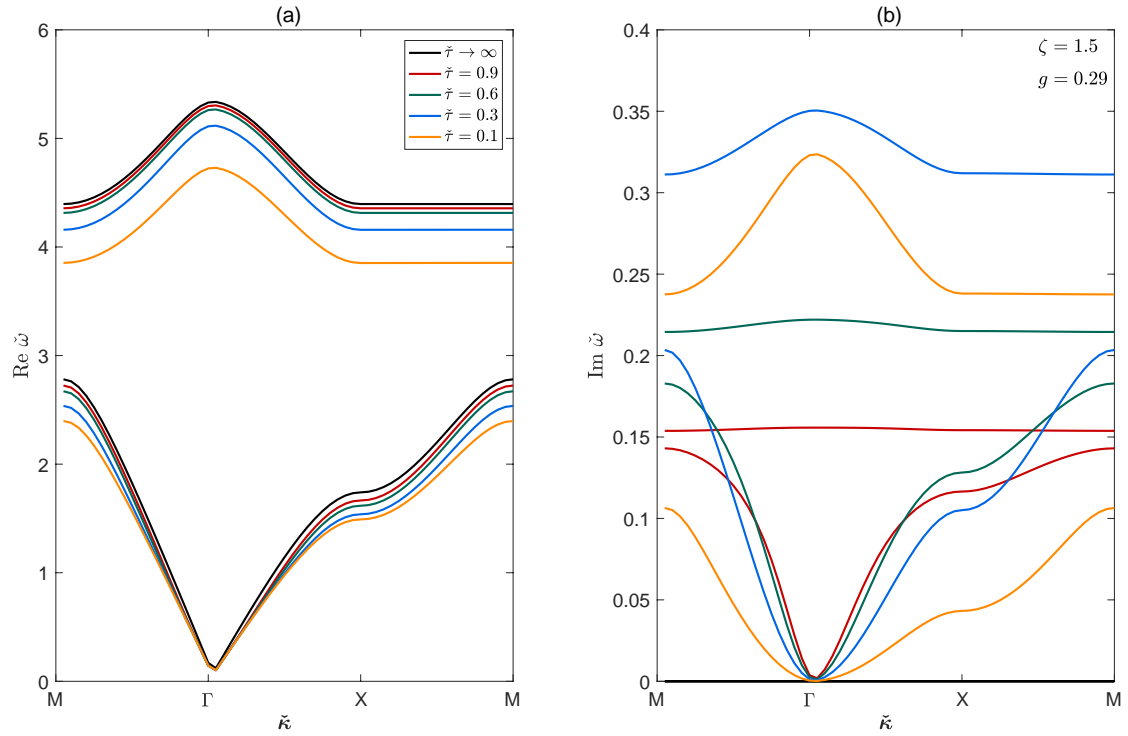 (a)
6
5
4
3
2
1
0
Re ω̌
M
Γ
X
M
κ̌
τ̌ → ∞
τ̌ = 0.9
τ̌ = 0.6
τ̌ = 0.3
τ̌ = 0.1
(b)
0.4
0.35
0.3
0.25
0.2
0.15
0.1
0.05
0
Im ω̌
M
Γ
X
M
κ̌
ζ = 1.5
g = 0.29